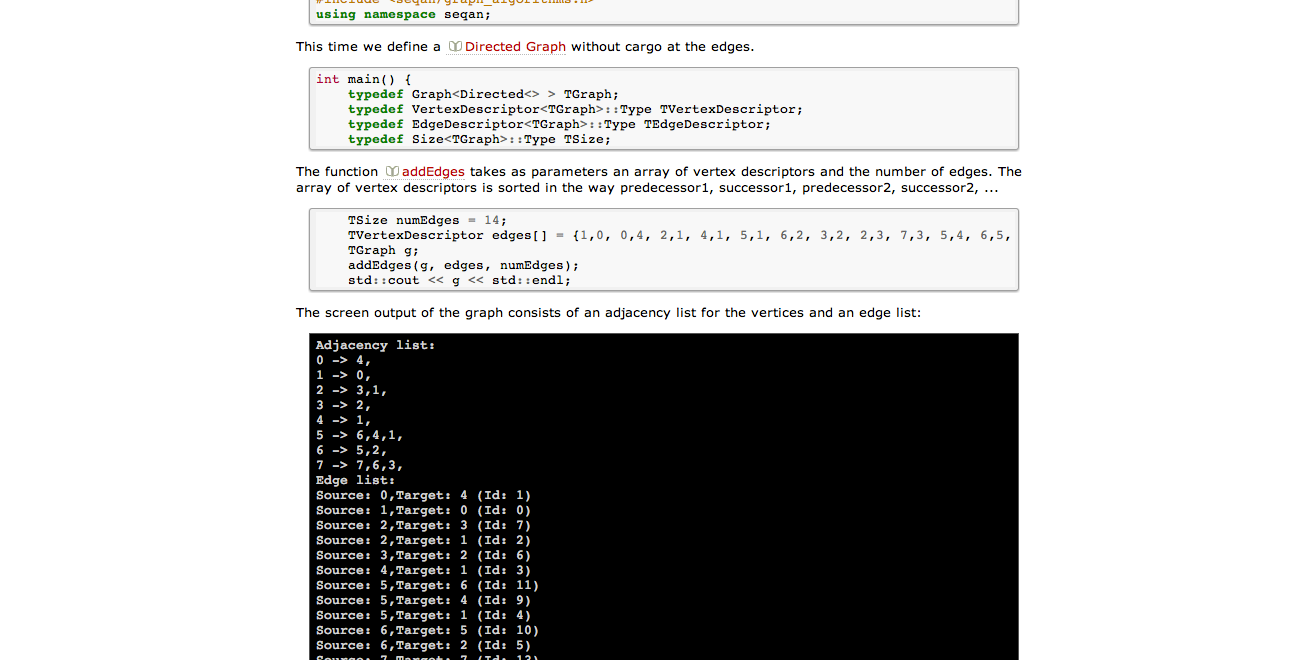 #include <seqan/graph_algorithms.h>
using namespace seqan;
This time we define a Directed Graph without cargo at the edges.
int main() {
    typedef Graph<Directed<> > TGraph;
    typedef VertexDescriptor<TGraph>::Type TVertexDescriptor;
    typedef EdgeDescriptor<TGraph>::Type TEdgeDescriptor;
    typedef Size<TGraph>::Type TSize;
The function addEdges takes as parameters an array of vertex descriptors and the number of edges. The
array of vertex descriptors is sorted in the way predecessor1, successor1, predecessor2, successor2, ...
    TSize numEdges = 14;
    TVertexDescriptor edges[] = {1,0, 0,4, 2,1, 4,1, 5,1, 6,2, 3,2, 2,3, 7,3, 5,4, 6,5,
    TGraph g;
    addEdges(g, edges, numEdges);
    std::cout << g << std::endl;
The screen output of the graph consists of an adjacency list for the vertices and an edge list:
Adjacency list:
0 -> 4,
1 -> 0,
2 -> 3,1,
3 -> 2,
4 -> 1,
5 -> 6,4,1,
6 -> 5,2,
7 -> 7,6,3,
Edge list:
Source: 0,Target: 4 (Id: 1)
Source: 1,Target: 0 (Id: 0)
Source: 2,Target: 3 (Id: 7)
Source: 2,Target: 1 (Id: 2)
Source: 3,Target: 2 (Id: 6)
Source: 4,Target: 1 (Id: 3)
Source: 5,Target: 6 (Id: 11)
Source: 5,Target: 4 (Id: 9)
Source: 5,Target: 1 (Id: 4)
Source: 6,Target: 5 (Id: 10)
Source: 6,Target: 2 (Id: 5)
Source: 7,Target: 7 (Id: 13)